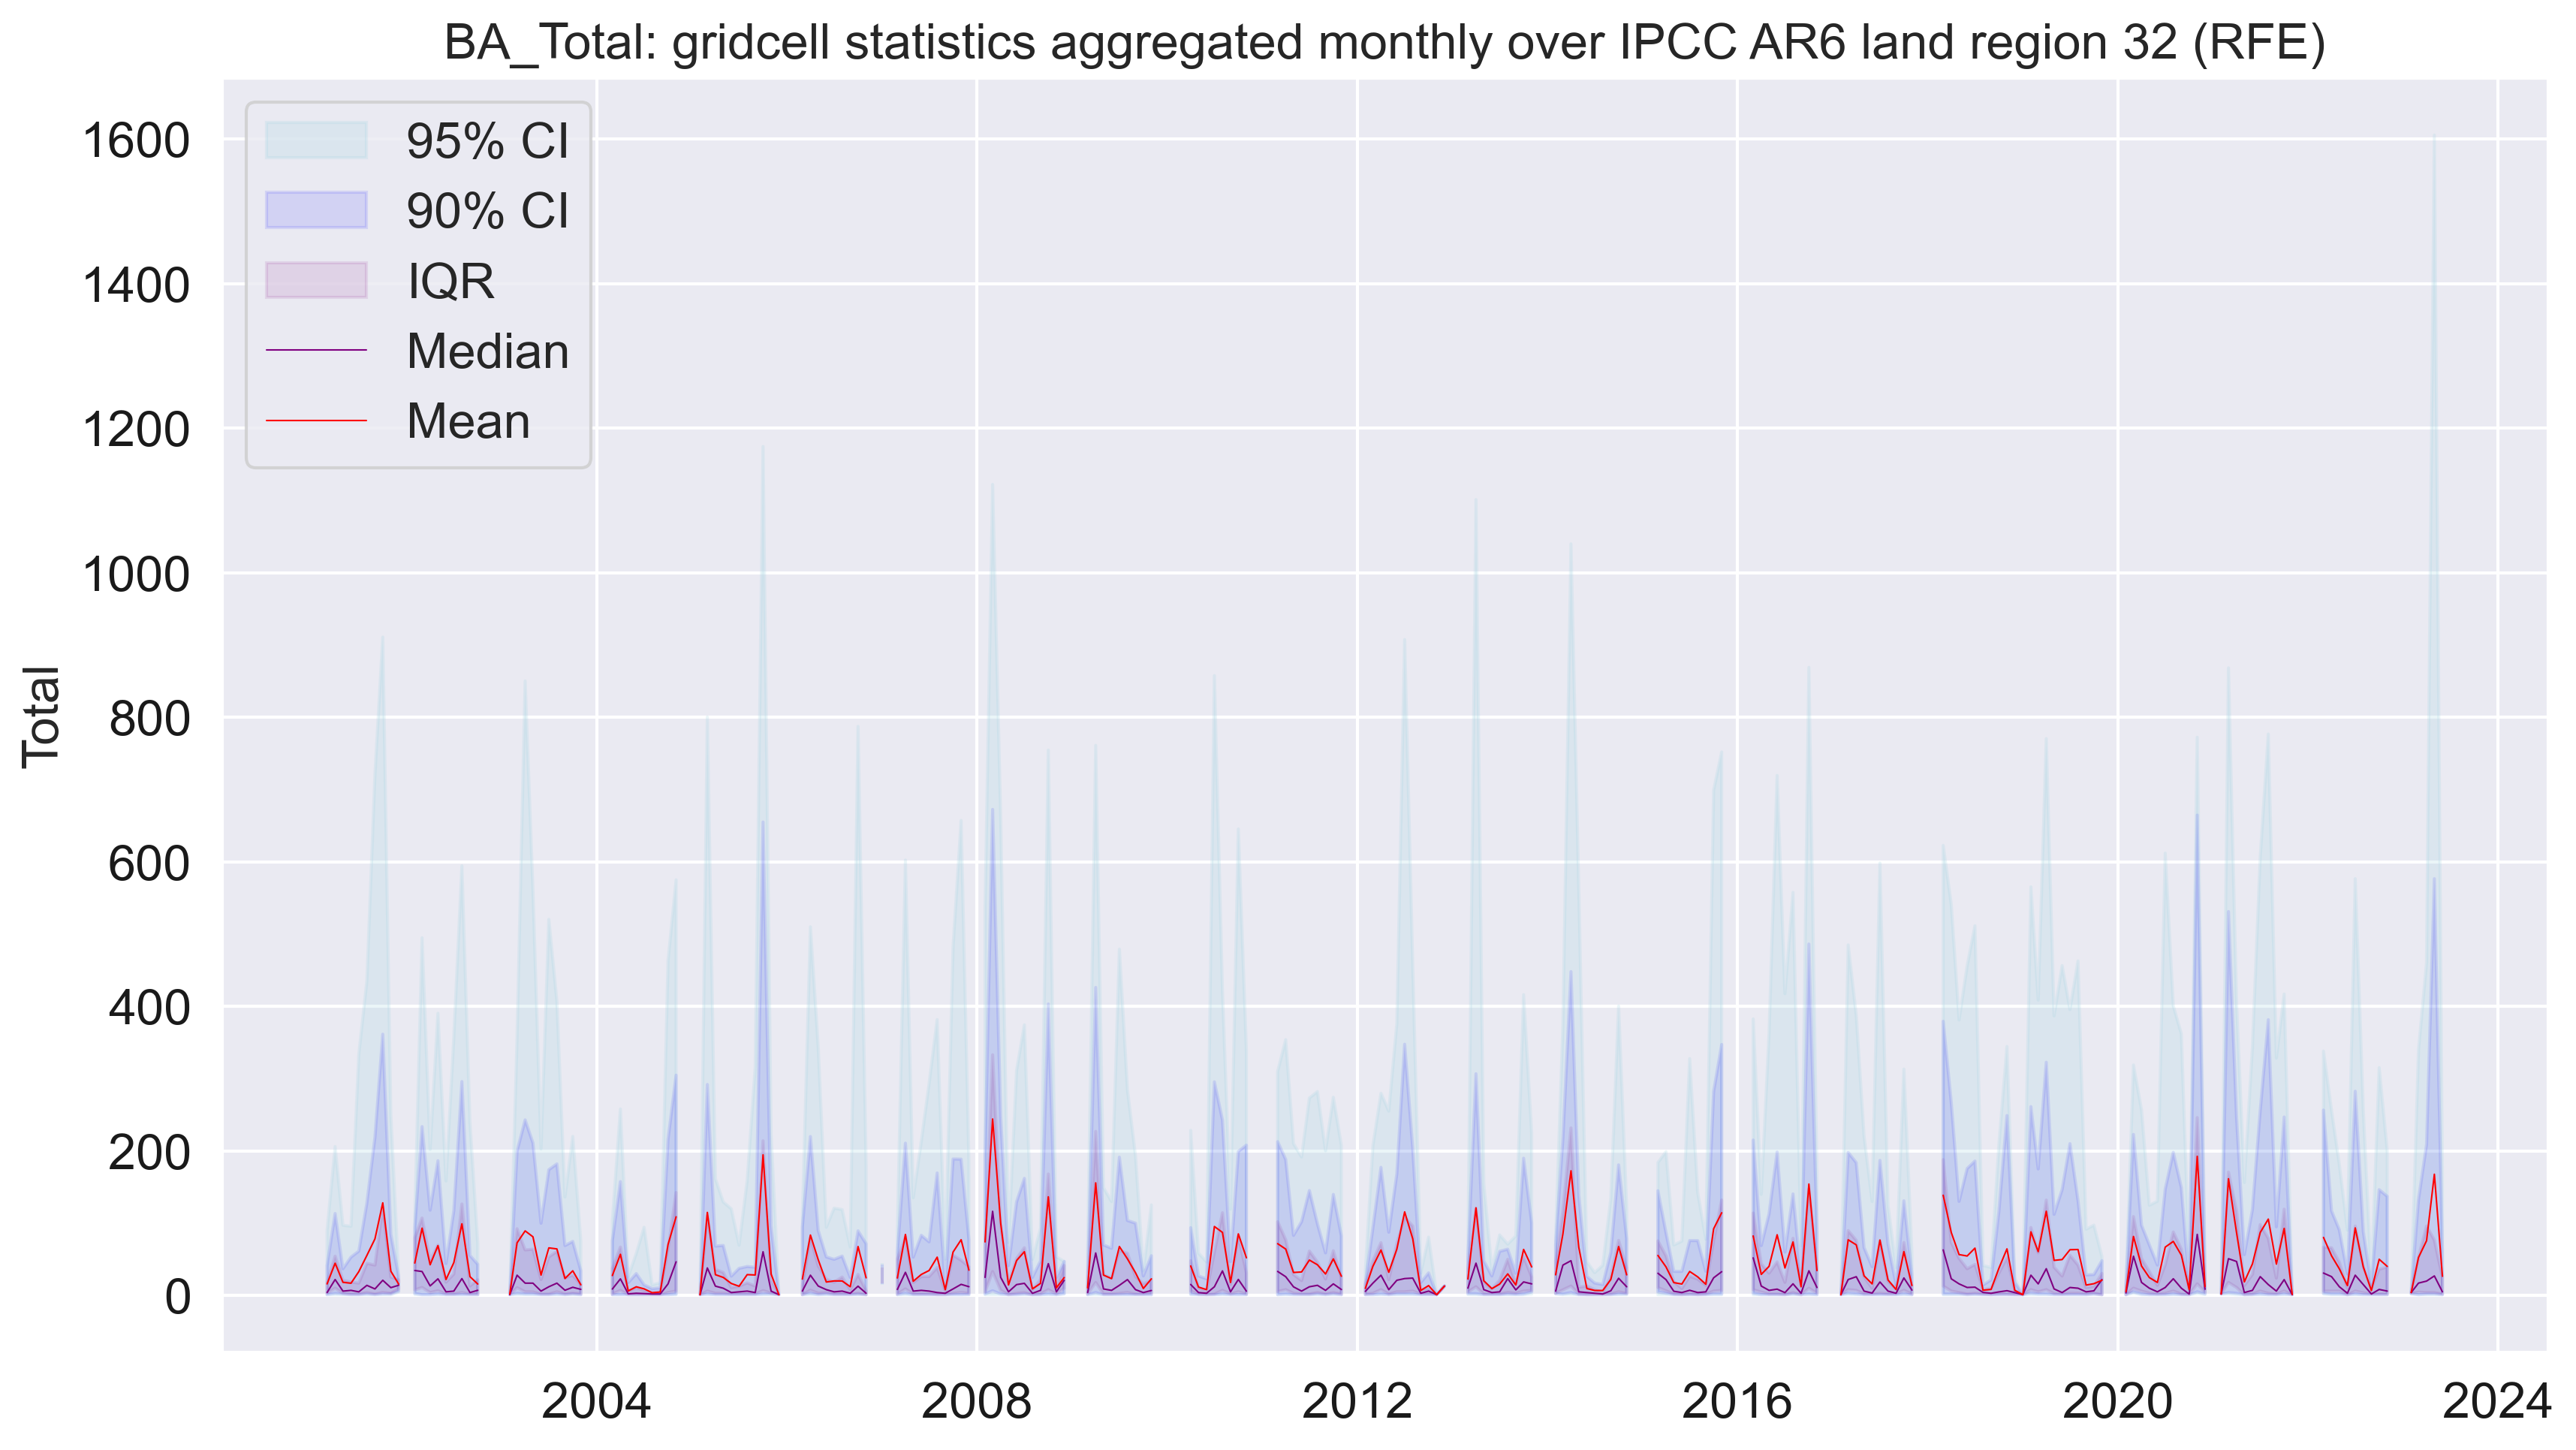 BA_Total: gridcell statistics aggregated monthly over IPCC AR6 land region 32 (RFE)
95% CI
90% CI
IQR
Median
Mean
Total
1600
1400
1200
1000
800
600
400
200
0
2004
2008
2012
2016
2020
2024